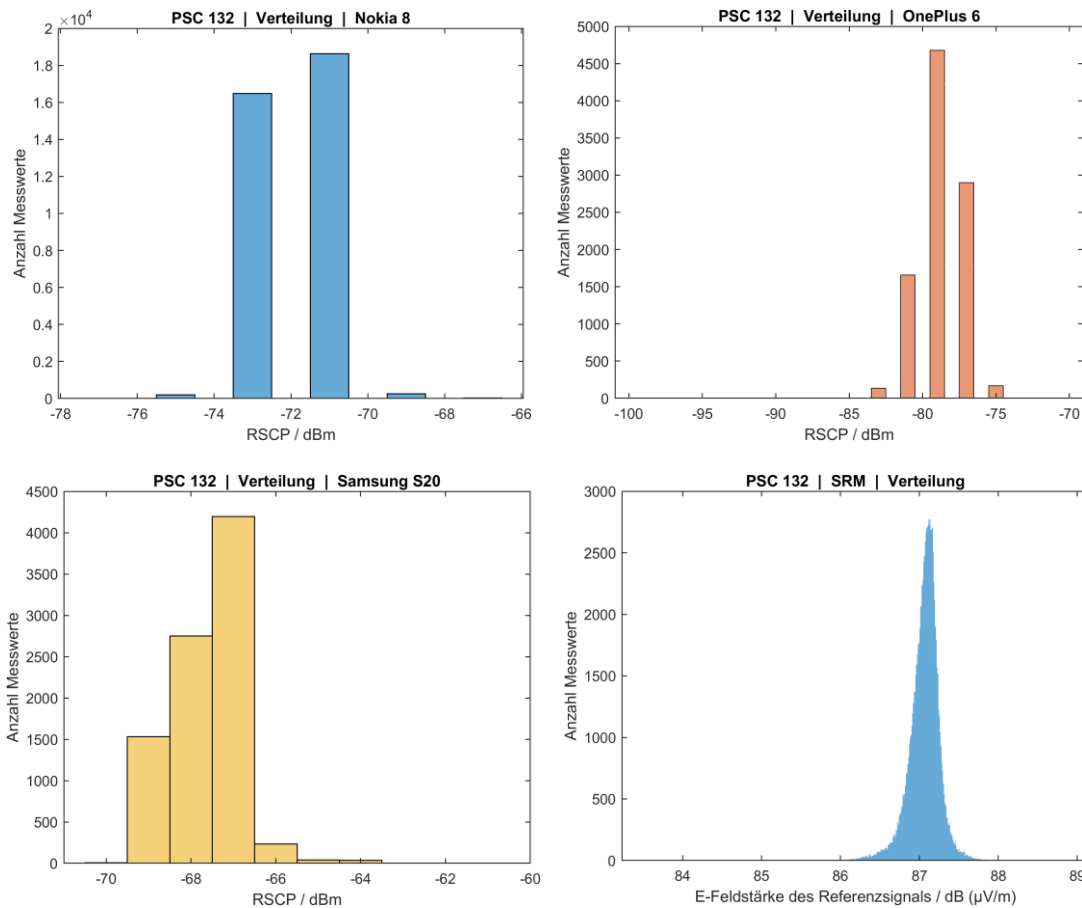 PSC 132 | Verteilung | Nokia 8
×10⁴
2
1.8
1.6
1.4
1.2
1
0.8
0.6
0.4
0.2
0
Anzahl Messwerte
-78 -76 -74 -72 -70 -68 -66
RSCP / dBm
PSC 132 | Verteilung | OnePlus 6
5000
4500
4000
3500
3000
2500
2000
1500
1000
500
0
Anzahl Messwerte
-100 -95 -90 -85 -80 -75 -70
RSCP / dBm
PSC 132 | Verteilung | Samsung S20
4500
4000
3500
3000
2500
2000
1500
1000
500
0
Anzahl Messwerte
-70 -68 -66 -64 -62 -60
RSCP / dBm
PSC 132 | SRM | Verteilung
3000
2500
2000
1500
1000
500
0
Anzahl Messwerte
84 85 86 87 88 89
E-Feldstärke des Referenzsignals / dB (µV/m)